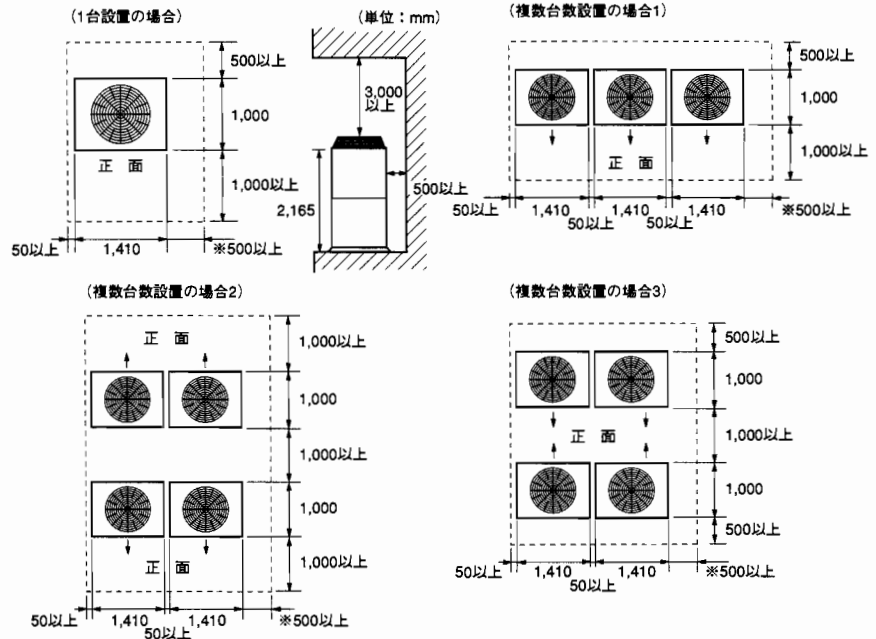 （1台設置の場合）
500以上
1,000
正　面
1,000以上
50以上
1,410
※500以上
（単位：mm）
3,000
以上
500以上
2,165
（複数台数設置の場合1）
500以上
1,000
正　面
1,000以上
50以上
1,410
50以上
1,410
50以上
1,410
※500以上
（複数台数設置の場合2）
正　面
1,000以上
1,000
1,000以上
1,000
正　面
1,000以上
50以上
1,410
50以上
1,410
※500以上
（複数台数設置の場合3）
500以上
1,000
正　面
1,000以上
1,000
500以上
50以上
1,410
50以上
1,410
※500以上